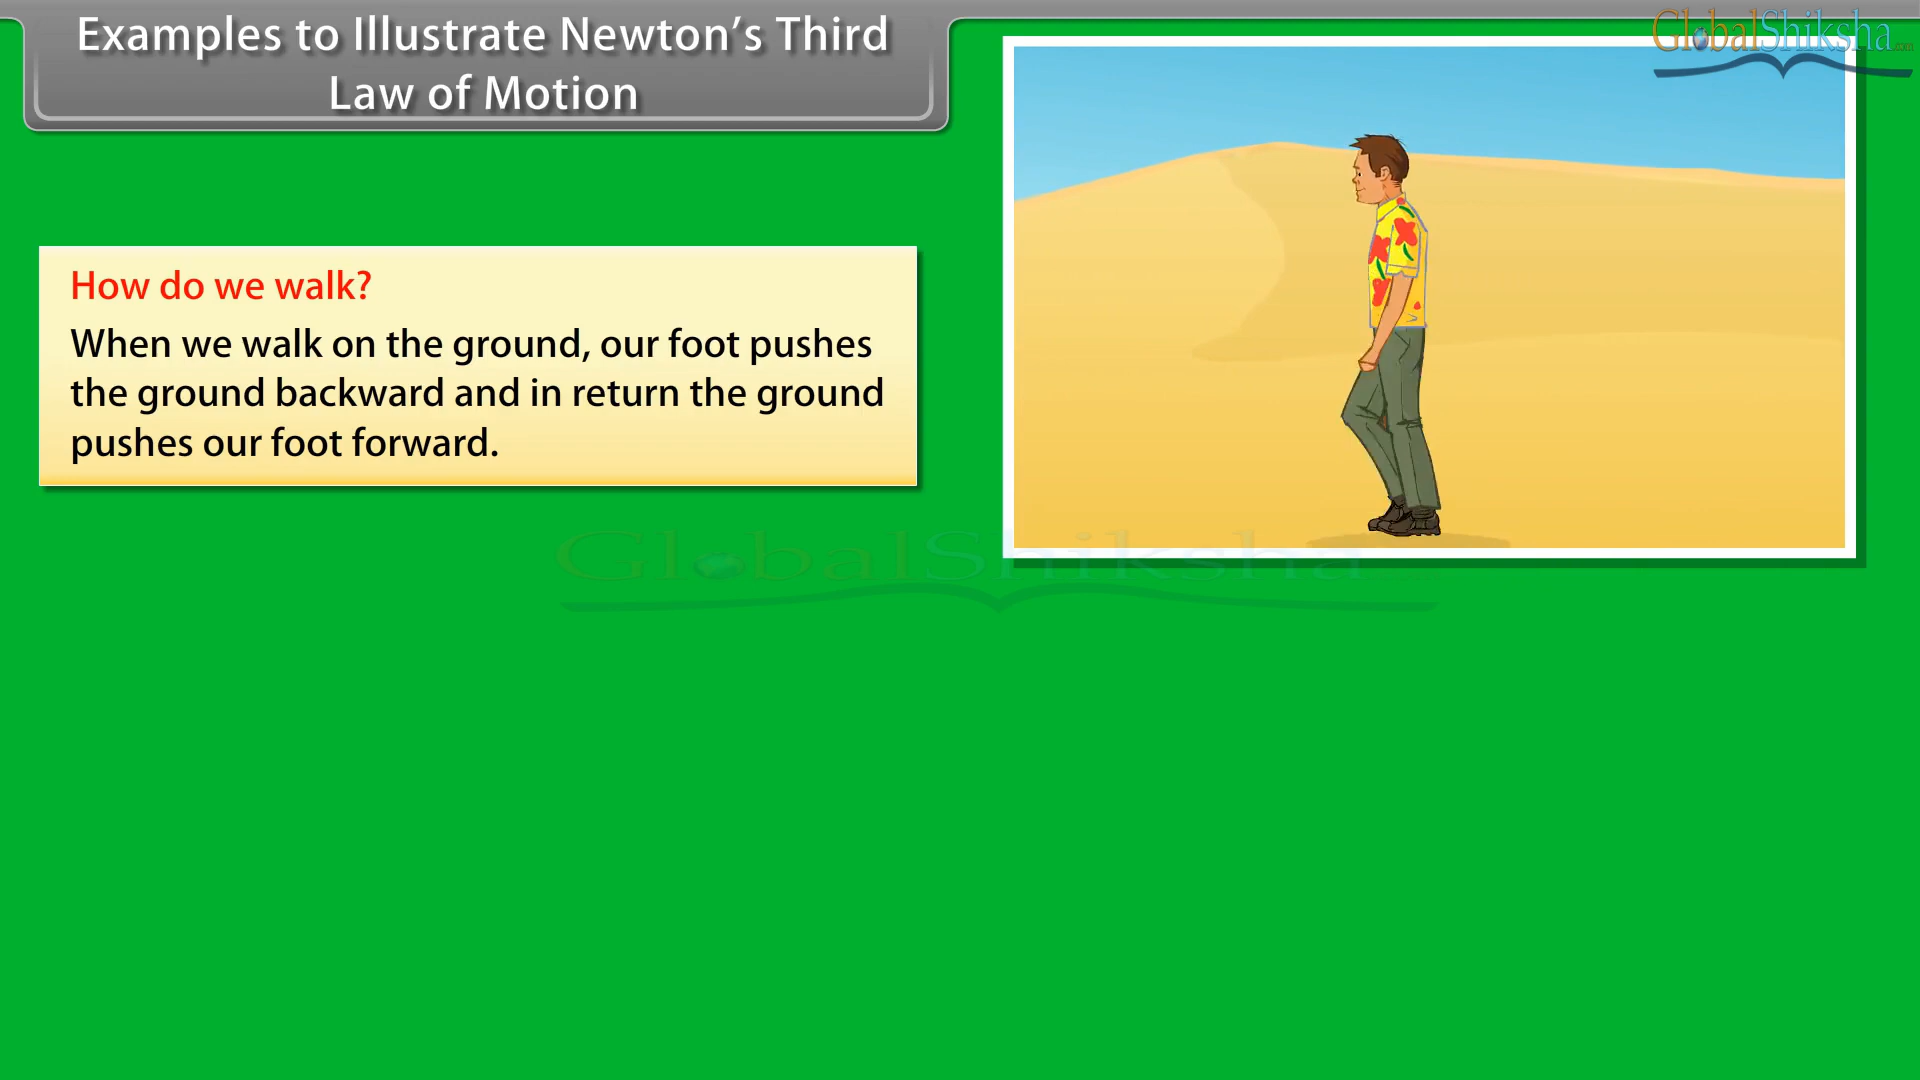 Examples to Illustrate Newton's Third
Law of Motion
GlobalShiksha.com
How do we walk?
When we walk on the ground, our foot pushes
the ground backward and in return the ground
pushes our foot forward.
GlobalShiksha